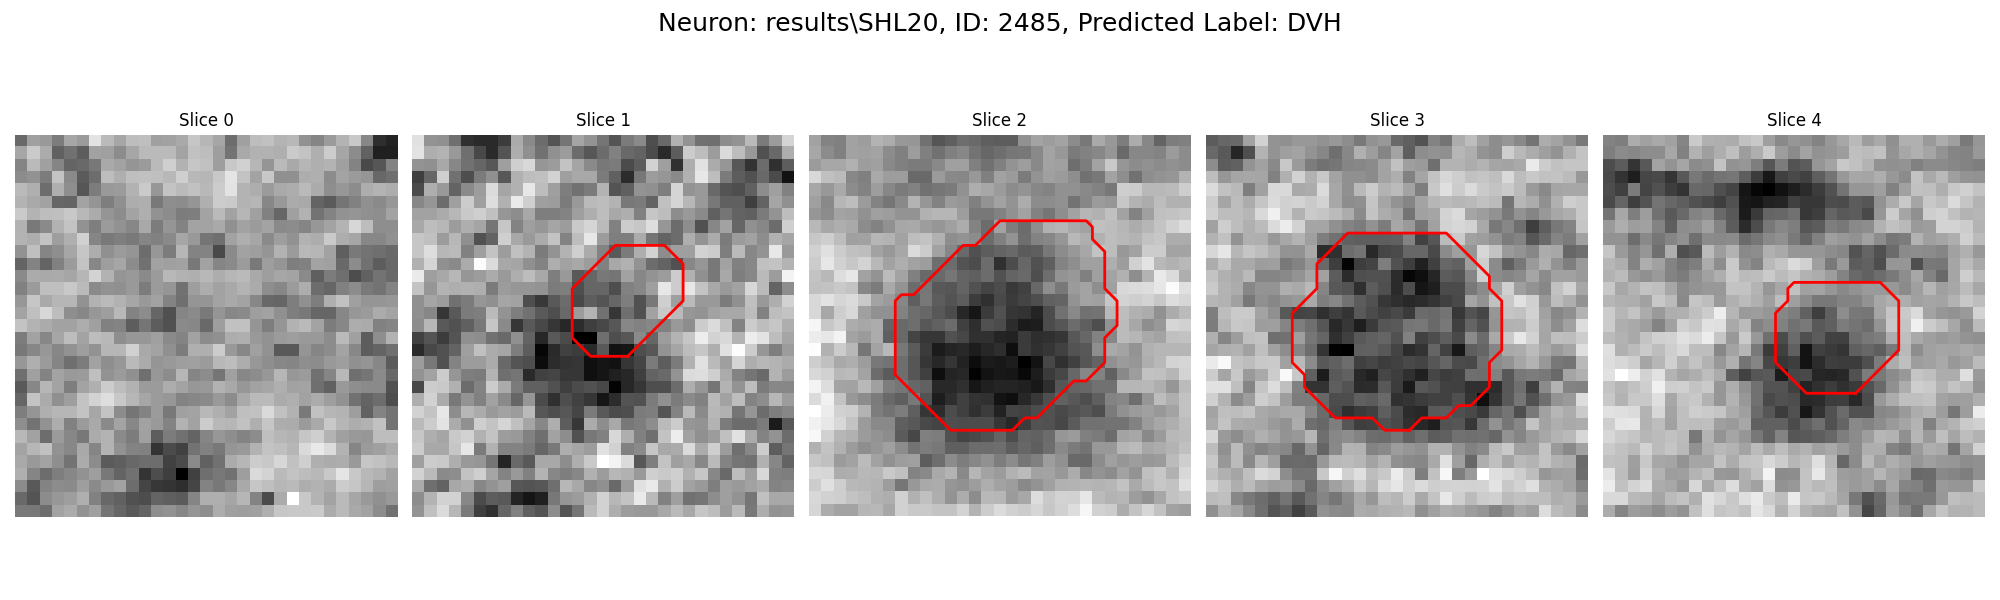 Neuron: results\SHL20, ID: 2485, Predicted Label: DVH
Slice 0
Slice 1
Slice 2
Slice 3
Slice 4